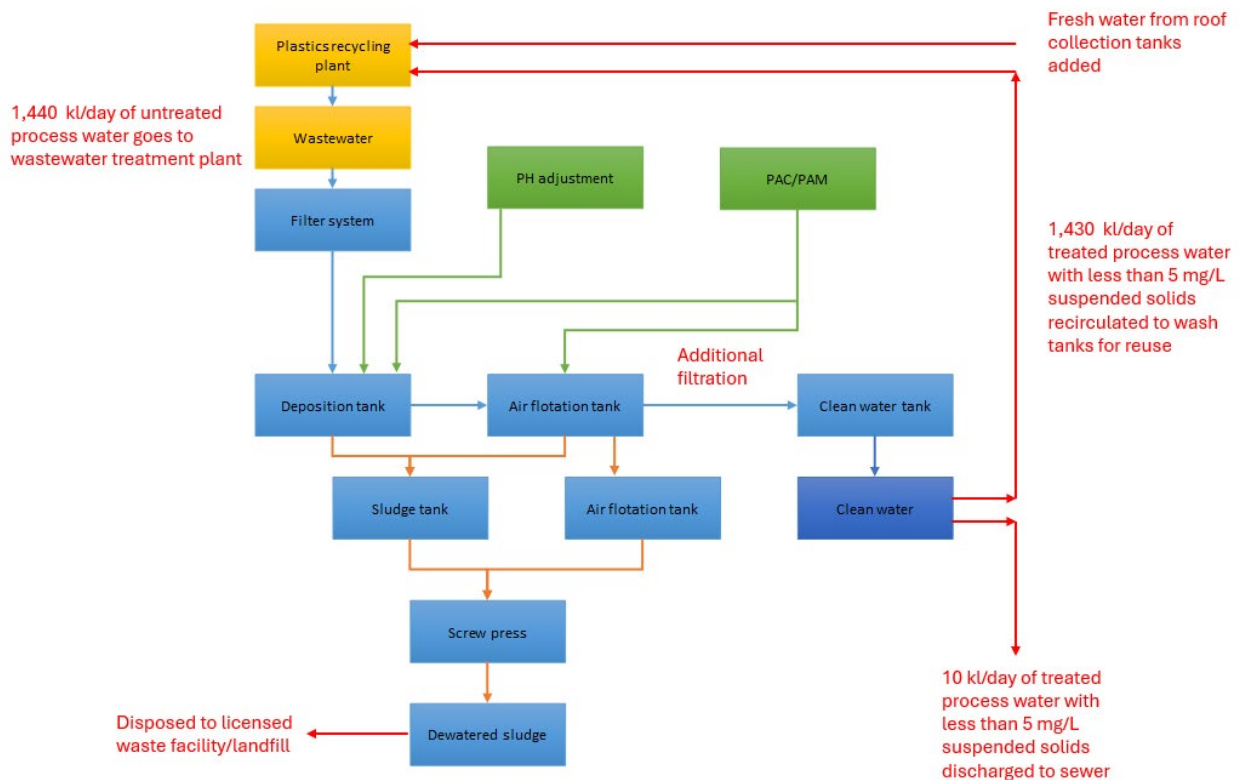 Plastics recycling
plant
Fresh water from roof
collection tanks
added
1,440 kl/day of untreated
process water goes to
wastewater treatment plant
Wastewater
PH adjustment
PAC/PAM
Filter system
1,430 kl/day of
treated process water
with less than 5 mg/L
suspended solids
recirculated to wash
tanks for reuse
Additional
filtration
Deposition tank
Air flotation tank
Clean water tank
Sludge tank
Air flotation tank
Clean water
Screw press
10 kl/day of treated
process water with
less than 5 mg/L
suspended solids
discharged to sewer
Disposed to licensed
waste facility/landfill
Dewatered sludge